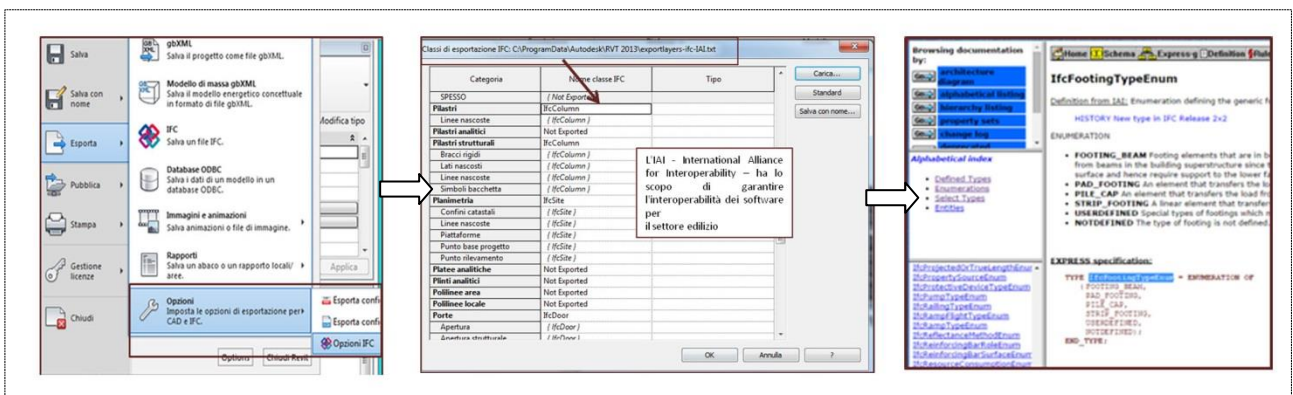 Salva
Salva con
nome
Esporta
Pubblica
Stampa
Gestione
licenze
Chiudi
gbXML
Salva il progetto come file gbXML.
Modello di massa gbXML
Salva il modello energetico concettuale
in formato di file gbXML.
IFC
Salva un file IFC.
Database ODBC
Salva i dati di un modello in un
database ODBC.
Immagini e animazioni
Salva animazioni o file di immagine.
Rapporti
Salva un abaco o un rapporto locali/
aree.
Opzioni
Imposta le opzioni di esportazione per
CAD e IFC.
Modifica tipo
Applica
Esporta confi
Esporta confi
Opzioni IFC
Options
Chiudi Revit
Classi di esportazione IFC: C:\ProgramData\Autodesk\RVT 2013\exportlayers-ifc-IAI.txt
Categoria Nome classe IFC Tipo
SPESSO { Not Exported
Pilastri IfcColumn
Linee nascoste { IfcColumn }
Pilastri analitici Not Exported
Pilastri strutturali IfcColumn
Bracci rigidi { IfcColumn }
Lati nascosti { IfcColumn }
Linee nascoste { IfcColumn }
Simboli bacchetta { IfcColumn }
Planimetria IfcSite
Confini catastali { IfcSite }
Linee nascoste { IfcSite }
Piattaforme { IfcSite }
Punto base progetto { IfcSite }
Punto rilevamento { IfcSite }
Platee analitiche Not Exported
Plinti analitici Not Exported
Polilinee area Not Exported
Polilinee locale Not Exported
Porte IfcDoor
Apertura { IfcDoor }
Apertura strutturale { IfcDoor }
Carica...
Standard
Salva con nome...
L'IAI - International Alliance
for Interoperability – ha lo
scopo di garantire
l'interoperabilità dei software
per
il settore edilizio
OK Annulla ?
Browsing documentation
by:
architecture
diagram
alphabetical listing
hierarchy listing
property sets
change log
Alphabetical index
Defined Types
Enumerations
Select Types
Entities
IfcProjectedOrTrueLengthEnum
IfcPropertySourceEnum
IfcProtectiveDeviceTypeEnum
IfcPumpTypeEnum
IfcRailingTypeEnum
IfcRampFlightTypeEnum
IfcRampTypeEnum
IfcReflectanceMethodEnum
IfcReinforcingBarRoleEnum
IfcReinforcingBarSurfaceEnum
IfcResourceConsumptionEnum
Home Schema Express-g Definition Rule
IfcFootingTypeEnum
Definition from IAI: Enumeration defining the generic f
HISTORY New type in IFC Release 2x2
ENUMERATION
FOOTING_BEAM Footing elements that are in b
from beams in the building superstructure since t
surface and hence require support to the lower fa
PAD_FOOTING An element that transfers the lo
PILE_CAP An element that transfers the load fro
STRIP_FOOTING A linear element that transfer
USERDEFINED Special types of footings which m
NOTDEFINED The type of footing is not defined.
EXPRESS specification:
TYPE IfcFootingTypeEnum = ENUMERATION OF
(FOOTING_BEAM,
PAD_FOOTING,
PILE_CAP,
STRIP_FOOTING,
USERDEFINED,
NOTDEFINED);
END_TYPE;